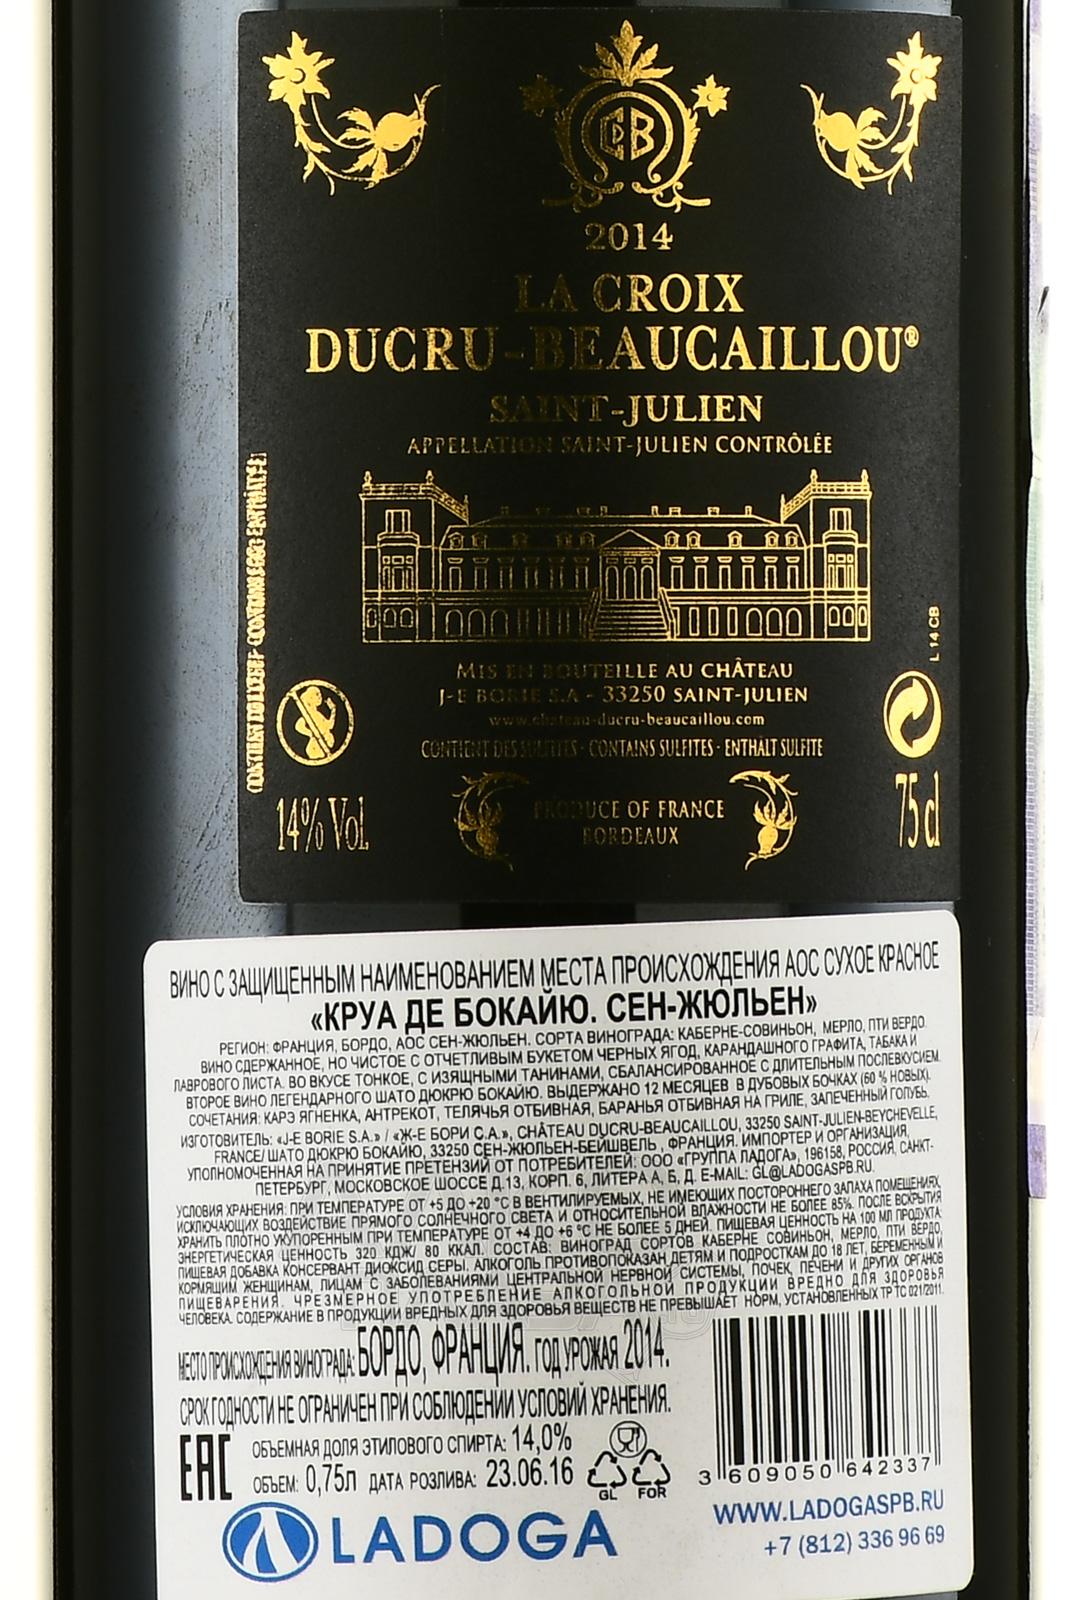 CB
2014
LA CROIX
DUCRU-BEAUCAILLOU®
SAINT-JULIEN
APPELLATION SAINT-JULIEN CONTRÔLÉE
L 14 CB
MIS EN BOUTEILLE AU CHÂTEAU
J-E BORIE S.A - 33250 SAINT-JULIEN
www.chateau-ducru-beaucaillou.com
CONTIENT DES SULFITES - CONTAINS SULFITES - ENTHÄLT SULFITE
14% Vol.
PRODUCE OF FRANCE
BORDEAUX
75 cl
ВИНО С ЗАЩИЩЕННЫМ НАИМЕНОВАНИЕМ МЕСТА ПРОИСХОЖДЕНИЯ АОС СУХОЕ КРАСНОЕ
«КРУА ДЕ БОКАЙЮ. СЕН-ЖЮЛЬЕН»
РЕГИОН: ФРАНЦИЯ, БОРДО, АОС СЕН-ЖЮЛЬЕН. СОРТА ВИНОГРАДА: КАБЕРНЕ-СОВИНЬОН, МЕРЛО, ПТИ ВЕРДО.
ВИНО СДЕРЖАННОЕ, НО ЧИСТОЕ С ОТЧЕТЛИВЫМ БУКЕТОМ ЧЕРНЫХ ЯГОД, КАРАНДАШНОГО ГРАФИТА, ТАБАКА И
ЛАВРОВОГО ЛИСТА. ВО ВКУСЕ ТОНКОЕ, С ИЗЯЩНЫМИ ТАНИНАМИ, СБАЛАНСИРОВАННОЕ С ДЛИТЕЛЬНЫМ ПОСЛЕВКУСИЕМ.
ВТОРОЕ ВИНО ЛЕГЕНДАРНОГО ШАТО ДЮКРЮ БОКАЙЮ. ВЫДЕРЖАНО 12 МЕСЯЦЕВ В ДУБОВЫХ БОЧКАХ (60 % НОВЫХ).
СОЧЕТАНИЯ: КАРЭ ЯГНЕНКА, АНТРЕКОТ, ТЕЛЯЧЬЯ ОТБИВНАЯ, БАРАНЬЯ ОТБИВНАЯ НА ГРИЛЕ, ЗАПЕЧЕННЫЙ ГОЛУБЬ.
ИЗГОТОВИТЕЛЬ: «J-E BORIE S.A.» / «Ж-Е БОРИ С.А.», CHÂTEAU DUCRU-BEAUCAILLOU, 33250 SAINT-JULIEN-BEYCHEVELLE,
FRANCE/ ШАТО ДЮКРЮ БОКАЙЮ, 33250 СЕН-ЖЮЛЬЕН-БЕЙШВЕЛЬ, ФРАНЦИЯ. ИМПОРТЕР И ОРГАНИЗАЦИЯ,
УПОЛНОМОЧЕННАЯ НА ПРИНЯТИЕ ПРЕТЕНЗИЙ ОТ ПОТРЕБИТЕЛЕЙ: ООО «ГРУППА ЛАДОГА», 196158, РОССИЯ, САНКТ-
ПЕТЕРБУРГ, МОСКОВСКОЕ ШОССЕ Д.13, КОРП. 6, ЛИТЕРА А, Б, Д. E-MAIL: GL@LADOGASPB.RU.
УСЛОВИЯ ХРАНЕНИЯ: ПРИ ТЕМПЕРАТУРЕ ОТ +5 ДО +20 °С В ВЕНТИЛИРУЕМЫХ, НЕ ИМЕЮЩИХ ПОСТОРОННЕГО ЗАПАХА ПОМЕЩЕНИЯХ,
ИСКЛЮЧАЮЩИХ ВОЗДЕЙСТВИЕ ПРЯМОГО СОЛНЕЧНОГО СВЕТА И ОТНОСИТЕЛЬНОЙ ВЛАЖНОСТИ НЕ БОЛЕЕ 85%. ПОСЛЕ ВСКРЫТИЯ
ХРАНИТЬ ПЛОТНО УКУПОРЕННЫМ ПРИ ТЕМПЕРАТУРЕ ОТ +4 ДО +6 °С НЕ БОЛЕЕ 5 ДНЕЙ. ПИЩЕВАЯ ЦЕННОСТЬ НА 100 МЛ ПРОДУКТА:
ЭНЕРГЕТИЧЕСКАЯ ЦЕННОСТЬ 320 КДЖ/ 80 ККАЛ. СОСТАВ: ВИНОГРАД СОРТОВ КАБЕРНЕ СОВИНЬОН, МЕРЛО, ПТИ ВЕРДО,
ПИЩЕВАЯ ДОБАВКА КОНСЕРВАНТ ДИОКСИД СЕРЫ. АЛКОГОЛЬ ПРОТИВОПОКАЗАН ДЕТЯМ И ПОДРОСТКАМ ДО 18 ЛЕТ, БЕРЕМЕННЫМ И
КОРМЯЩИМ ЖЕНЩИНАМ, ЛИЦАМ С ЗАБОЛЕВАНИЯМИ ЦЕНТРАЛЬНОЙ НЕРВНОЙ СИСТЕМЫ, ПОЧЕК, ПЕЧЕНИ И ДРУГИХ ОРГАНОВ
ПИЩЕВАРЕНИЯ. ЧРЕЗМЕРНОЕ УПОТРЕБЛЕНИЕ АЛКОГОЛЬНОЙ ПРОДУКЦИИ ВРЕДНО ДЛЯ ЗДОРОВЬЯ
ЧЕЛОВЕКА. СОДЕРЖАНИЕ В ПРОДУКЦИИ ВРЕДНЫХ ДЛЯ ЗДОРОВЬЯ ВЕЩЕСТВ НЕ ПРЕВЫШАЕТ НОРМ, УСТАНОВЛЕННЫХ ТР ТС 021/2011.
МЕСТО ПРОИСХОЖДЕНИЯ ВИНОГРАДА: БОРДО, ФРАНЦИЯ. ГОД УРОЖАЯ 2014.
СРОК ГОДНОСТИ НЕ ОГРАНИЧЕН ПРИ СОБЛЮДЕНИИ УСЛОВИЙ ХРАНЕНИЯ.
ЕАС
ОБЪЕМНАЯ ДОЛЯ ЭТИЛОВОГО СПИРТА: 14,0%
ОБЪЕМ: 0,75л ДАТА РОЗЛИВА: 23.06.16
GL FOR
3 609050 642337
LADOGA
WWW.LADOGASPB.RU
+7 (812) 336 96 69